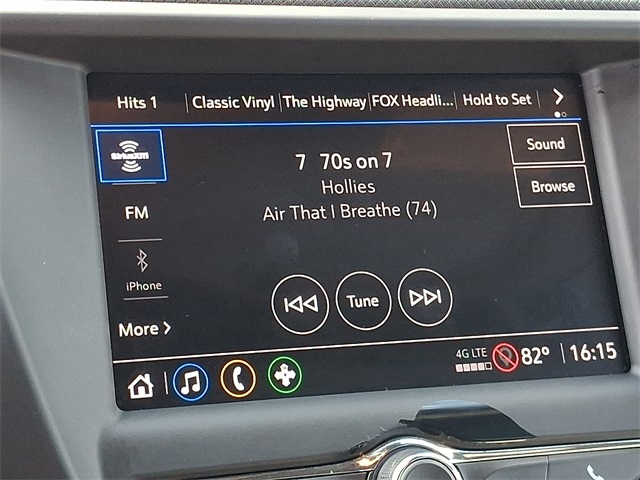 Hits 1 Classic Vinyl The Highway FOX Headli... Hold to Set
SiriusXM
7 70s on 7
Sound
Hollies
Browse
FM
Air That I Breathe (74)
iPhone
Tune
More
4G LTE 82° 16:15